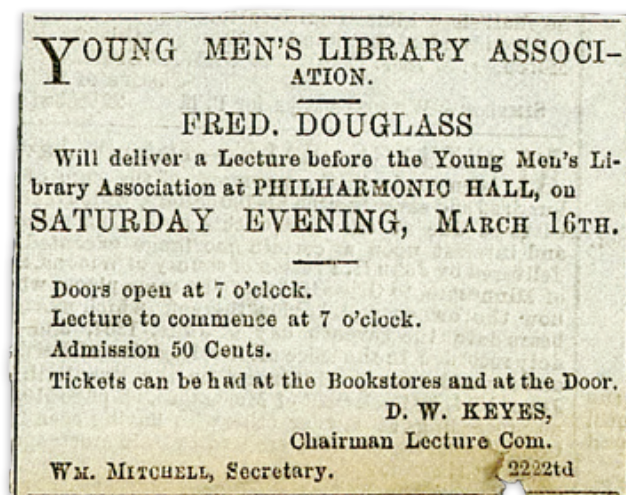 YOUNG MEN'S LIBRARY ASSOCI-
ATION.
FRED. DOUGLASS
Will deliver a Lecture before the Young Men's Li-
brary Association at PHILHARMONIC HALL, on
SATURDAY EVENING, MARCH 16TH.
Doors open at 7 o'clock.
Lecture to commence at 7 o'clock.
Admission 50 Cents.
Tickets can be had at the Bookstores and at the Door.
D. W. KEYES,
Chairman Lecture Com.
WM. MITCHELL, Secretary. 2222td